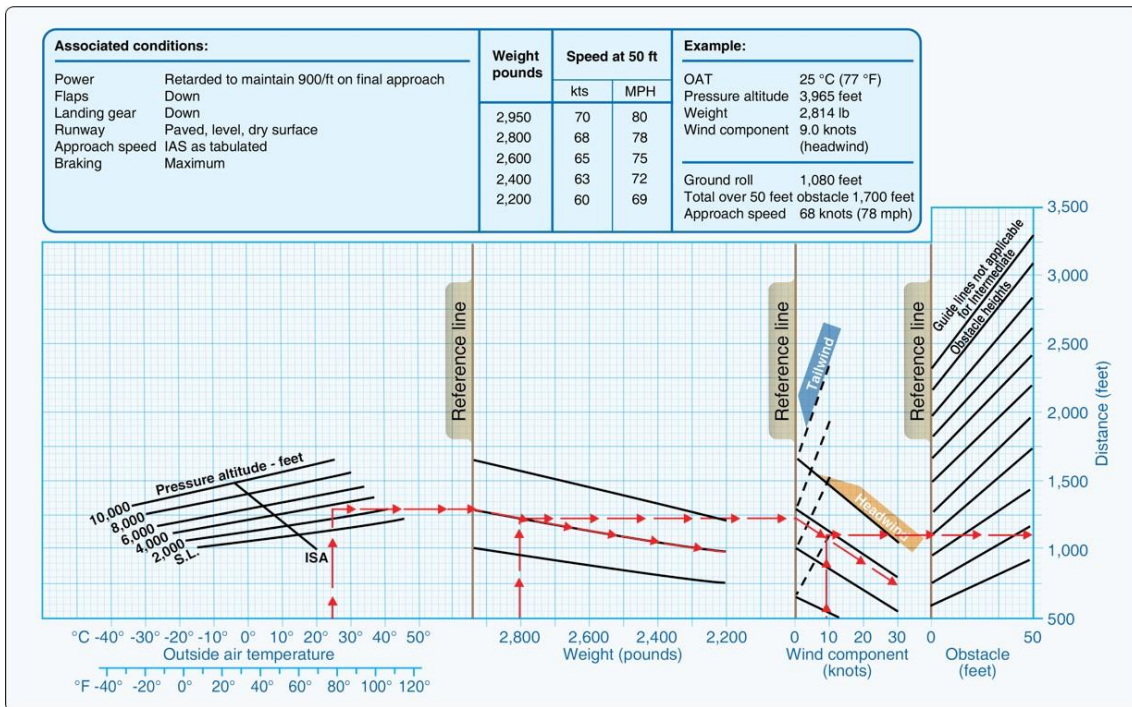 Associated conditions:
Power Retarded to maintain 900/ft on final approach
Flaps Down
Landing gear Down
Runway Paved, level, dry surface
Approach speed IAS as tabulated
Braking Maximum
Weight pounds
Speed at 50 ft
kts MPH
2,950 70 80
2,800 68 78
2,600 65 75
2,400 63 72
2,200 60 69
Example:
OAT 25 °C (77 °F)
Pressure altitude 3,965 feet
Weight 2,814 lb
Wind component 9.0 knots
(headwind)
Ground roll 1,080 feet
Total over 50 feet obstacle 1,700 feet
Approach speed 68 knots (78 mph)
Pressure altitude - feet
10,000
8,000
6,000
4,000
2,000
S.L.
ISA
Reference line
Reference line
Tailwind
Headwind
Reference line
Guide lines not applicable
for Intermediate
Obstacle heights
3,500
3,000
2,500
2,000
1,500
1,000
500
Distance (feet)
°C -40° -30° -20° -10° 0° 10° 20° 30° 40° 50°
Outside air temperature
°F -40° -20° 0° 20° 40° 60° 80° 100° 120°
2,800 2,600 2,400 2,200
Weight (pounds)
0 10 20 30
Wind component
(knots)
0 50
Obstacle
(feet)